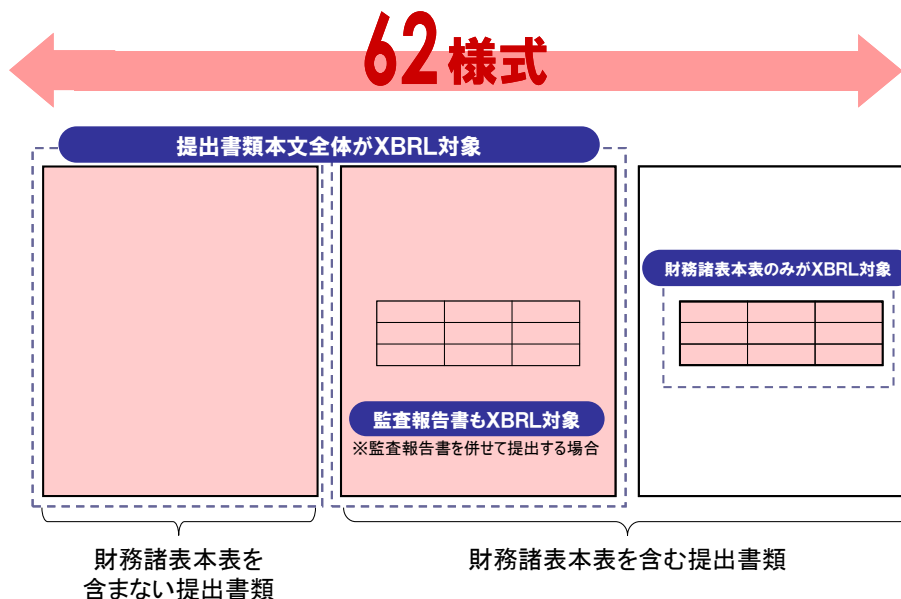 62様式
提出書類本文全体がXBRL対象
財務諸表本表のみがXBRL対象
監査報告書もXBRL対象
※監査報告書を併せて提出する場合
財務諸表本表を
含まない提出書類
財務諸表本表を含む提出書類